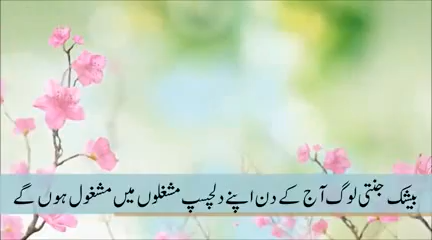 بیشک جنتی لوگ آج کے دن اپنے دلچسپ مشغلوں میں مشغول ہوں گے